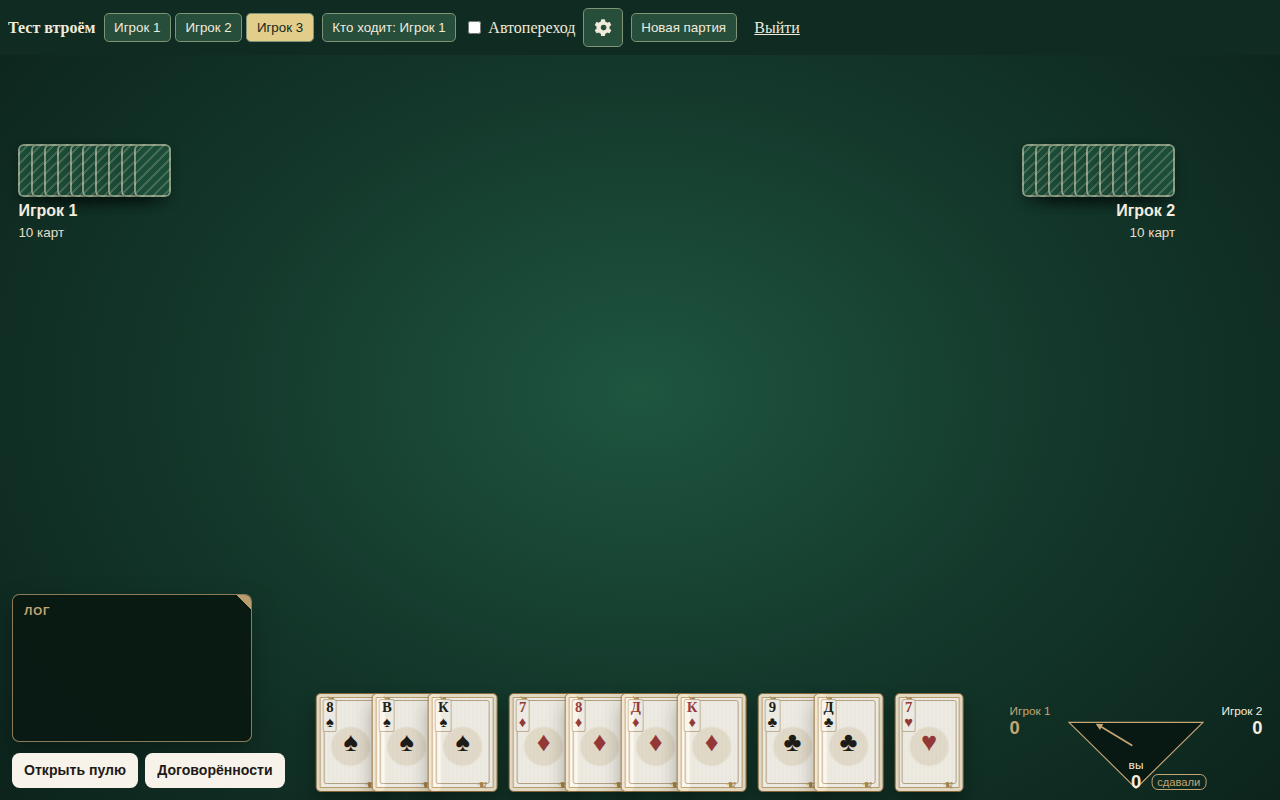 Тест втроём Игрок 1 Игрок 2 Игрок 3 Кто ходит: Игрок 1 Автопереход Новая партия Выйти
Игрок 1
10 карт
Игрок 2
10 карт
ЛОГ
Открыть пулю Договорённости
8♠ В♠ К♠ 7♦ 8♦ Д♦ К♦ 9♣ Д♣ 7♥
Игрок 1
0
Игрок 2
0
вы
0 сдавали